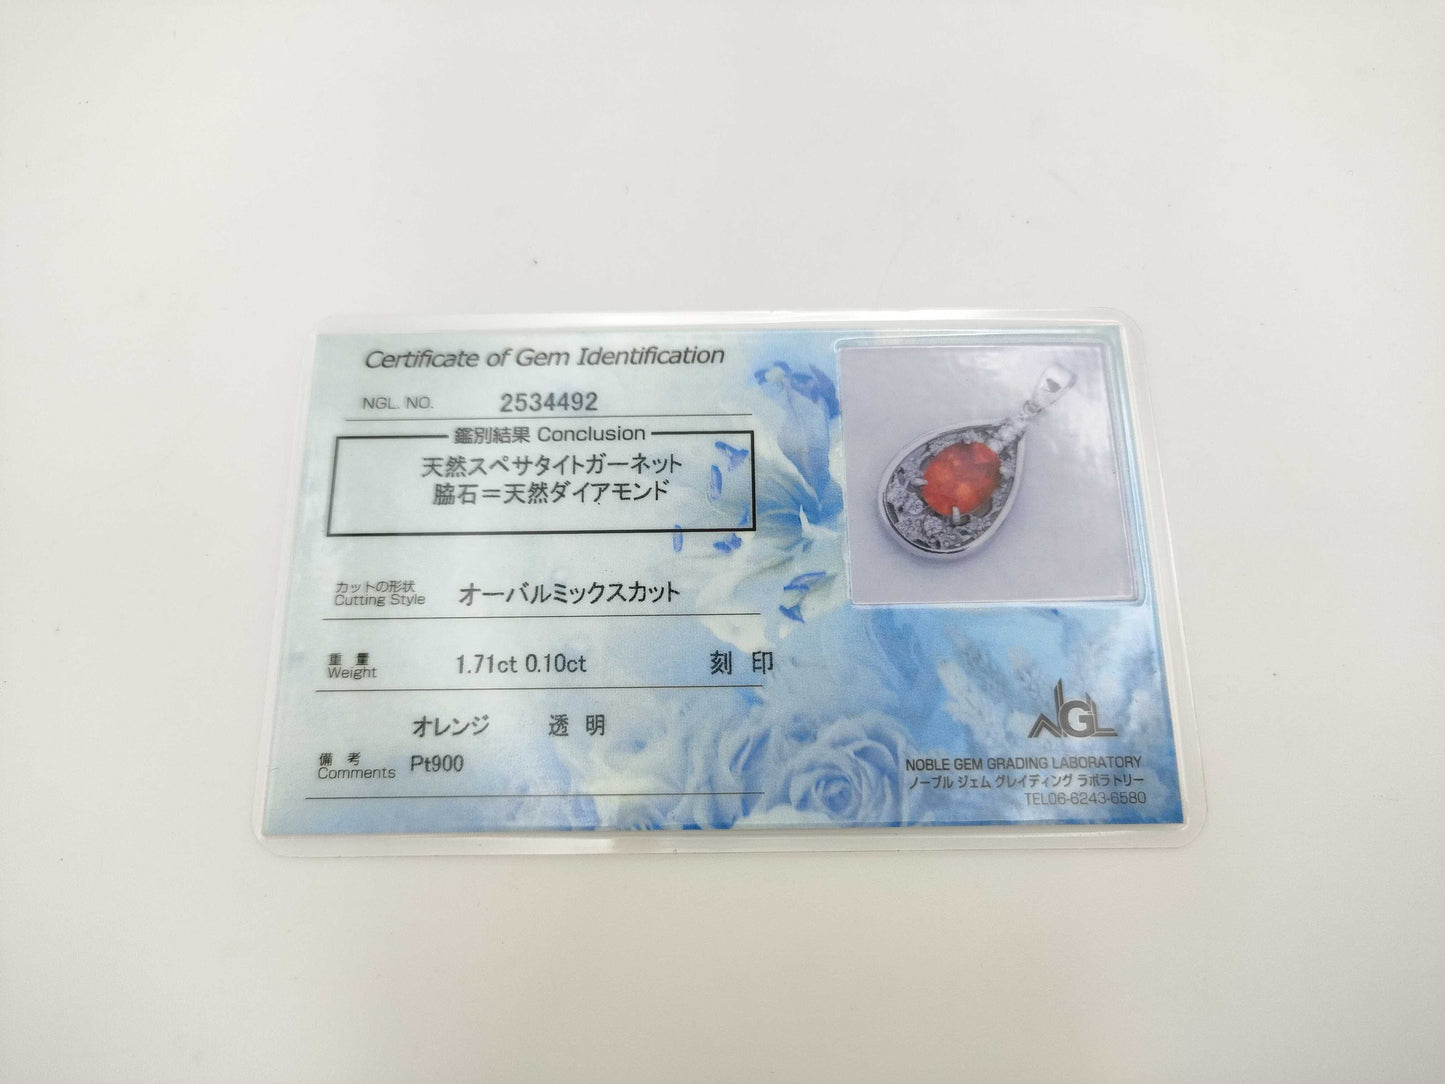 Certificate of Gem Identification
NGL. NO. 2534492
鑑別結果 Conclusion
天然スペサタイトガーネット
脇石＝天然ダイアモンド
カットの形状
Cutting Style オーバルミックスカット
重量
Weight 1.71ct 0.10ct 刻印
オレンジ 透明
備考
Comments Pt900
NGL
NOBLE GEM GRADING LABORATORY
ノーブル ジェム グレイディング ラボラトリー
TEL06-6243-6580